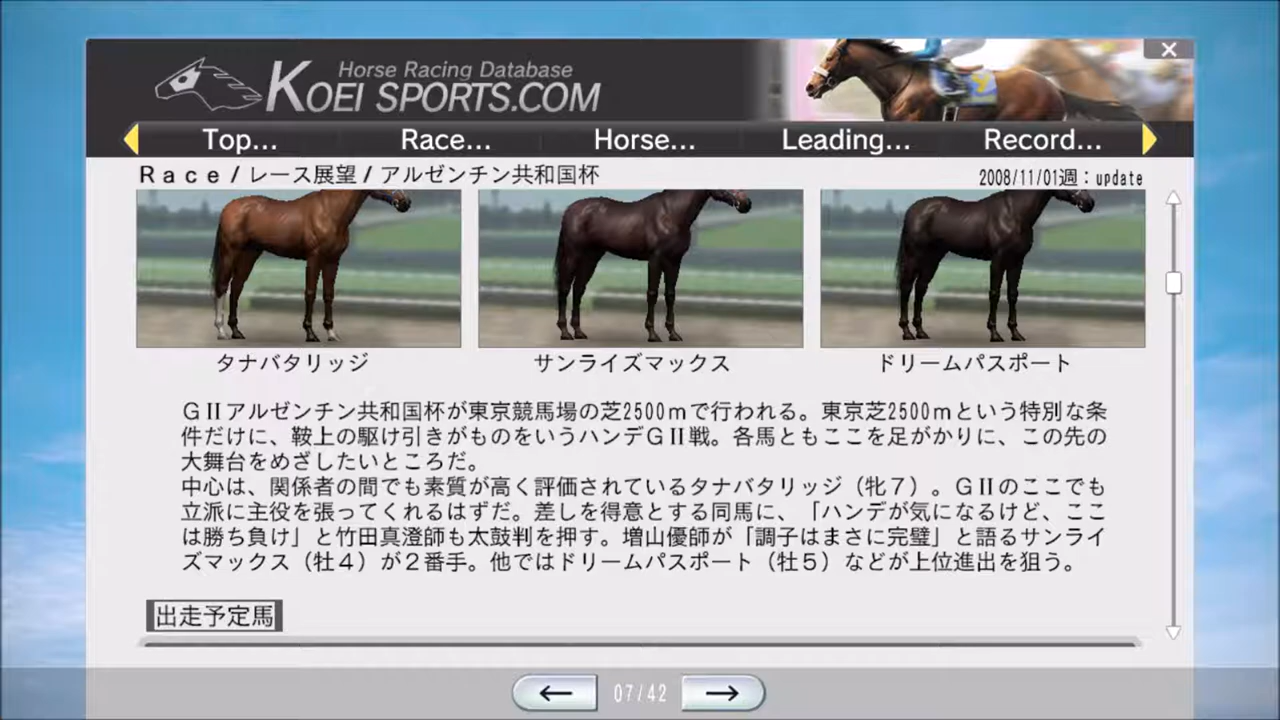 Horse Racing Database
KOEI SPORTS.COM
Top... Race... Horse... Leading... Record...
Race/レース展望/アルゼンチン共和国杯
2008/11/01週：update
タナバタリッジ サンライズマックス ドリームパスポート
GⅡアルゼンチン共和国杯が東京競馬場の芝2500mで行われる。東京芝2500mという特別な条
件だけに、鞍上の駆け引きがものをいうハンデGⅡ戦。各馬ともここを足がかりに、この先の
大舞台をめざしたいところだ。
中心は、関係者の間でも素質が高く評価されているタナバタリッジ（牝７）。GⅡのここでも
立派に主役を張ってくれるはずだ。差しを得意とする同馬に、「ハンデが気になるけど、ここ
は勝ち負け」と竹田真澄師も太鼓判を押す。増山優師が「調子はまさに完璧」と語るサンライ
ズマックス（牡４）が２番手。他ではドリームパスポート（牡５）などが上位進出を狙う。
出走予定馬
← 07/42 →